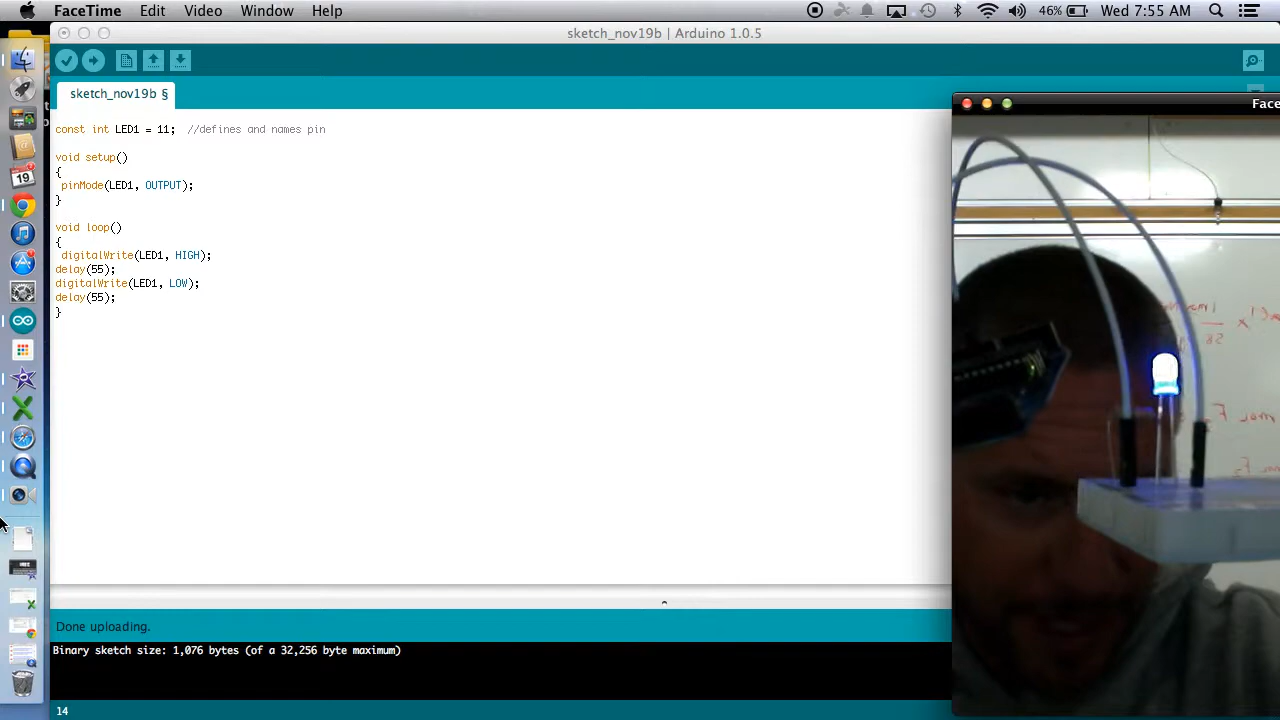 FaceTime Edit Video Window Help 46% Wed 7:55 AM
sketch_nov19b | Arduino 1.0.5
sketch_nov19b §
Face
19
const int LED1 = 11; //defines and names pin
void setup()
{
pinMode(LED1, OUTPUT);
}
void loop()
{
digitalWrite(LED1, HIGH);
delay(55);
digitalWrite(LED1, LOW);
delay(55);
}
Done uploading.
Binary sketch size: 1,076 bytes (of a 32,256 byte maximum)
14